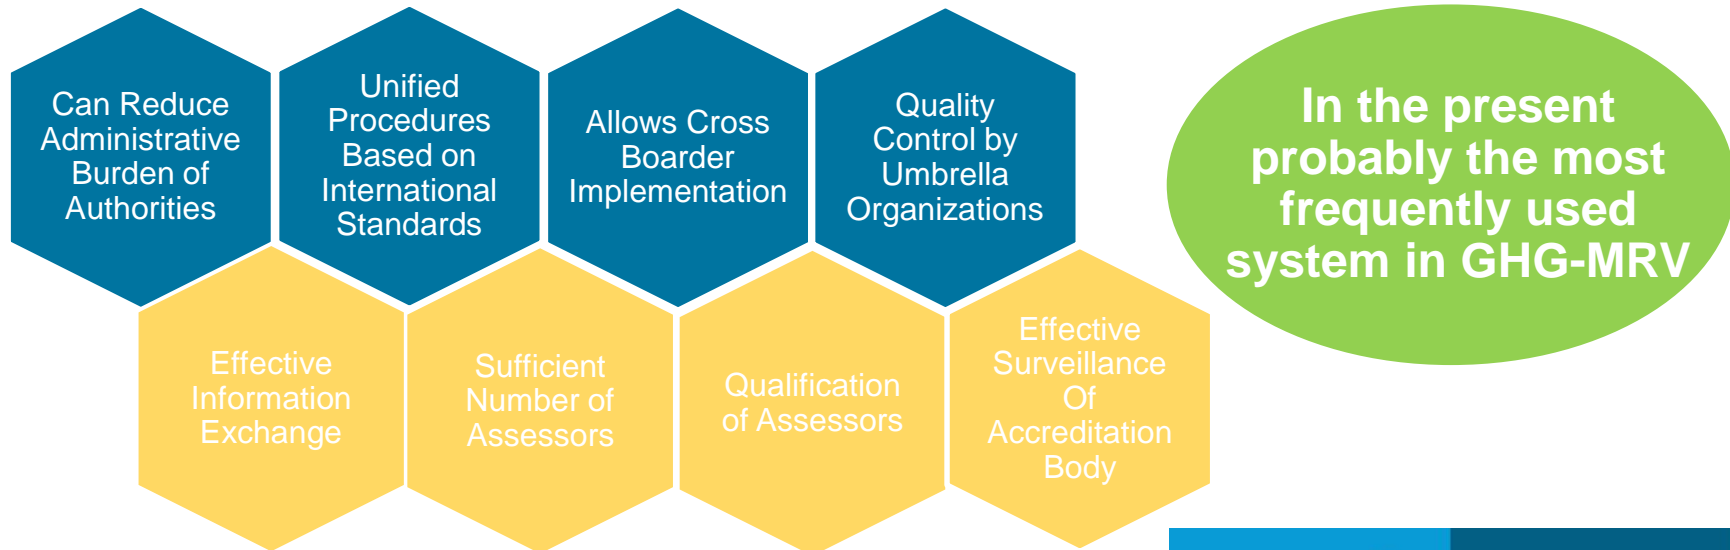 Can Reduce
Administrative
Burden of
Authorities
Unified
Procedures
Based on
International
Standards
Allows Cross
Boarder
Implementation
Quality
Control by
Umbrella
Organizations
In the present
probably the most
frequently used
system in GHG-MRV
Effective
Information
Exchange
Sufficient
Number of
Assessors
Qualification
of Assessors
Effective
Surveillance
Of
Accreditation
Body